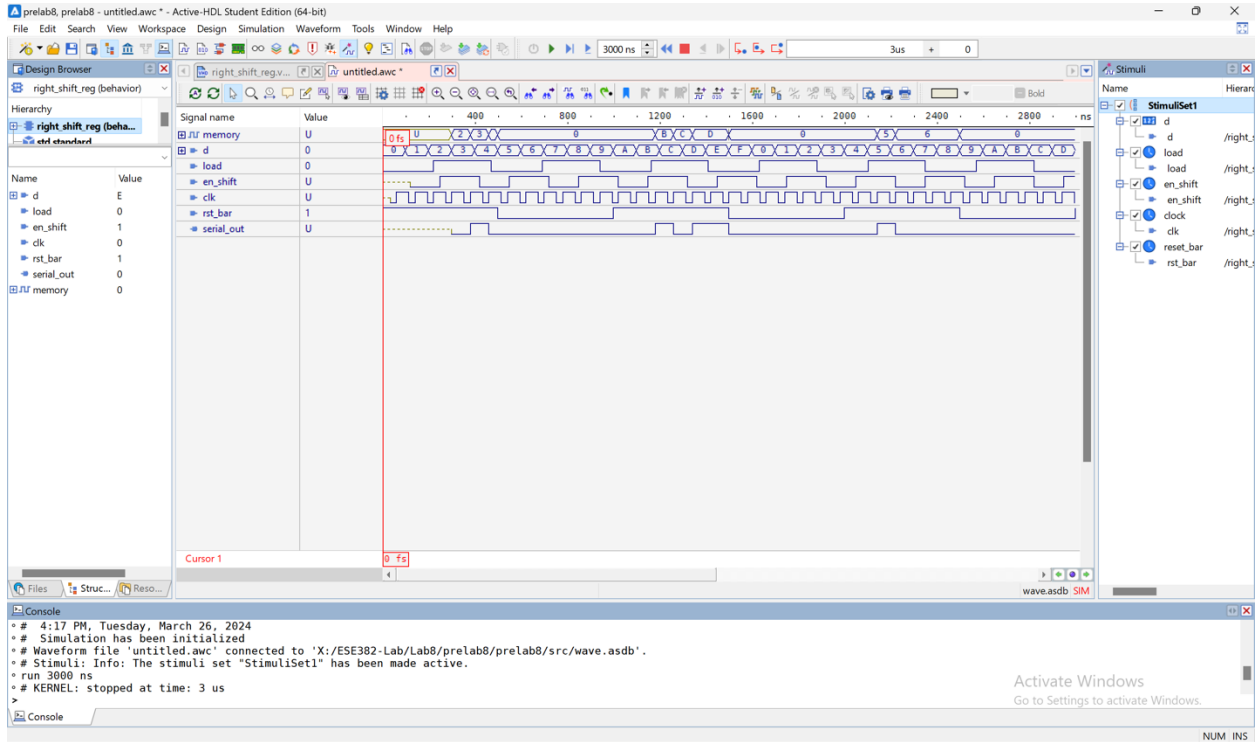 prelab8, prelab8 - untitled.awc * - Active-HDL Student Edition (64-bit)
File Edit Search View Workspace Design Simulation Waveform Tools Window Help
3000 ns
3us + 0
Design Browser
right_shift_reg (behavior)
Hierarchy
right_shift_reg (beha...
std.standard
Name Value
d E
load 0
en_shift 1
clk 0
rst_bar 1
serial_out 0
memory 0
Files Struc... Reso...
right_shift_reg.v... untitled.awc *
Bold
Signal name Value 400 800 1200 1600 2000 2400 2800 ns
memory U U 2 3 0 B C D 0 5 6 0
d 0 0 1 2 3 4 5 6 7 8 9 A B C D E F 0 1 2 3 4 5 6 7 8 9 A B C D
load 0
en_shift U
clk U
rst_bar 1
serial_out U
0 fs
Cursor 1 0 fs
wave.asdb SIM
Stimuli
Name Hierarc
StimuliSet1
d
d /right_s
load
load /right_s
en_shift
en_shift /right_s
clock
clk /right_s
reset_bar
rst_bar /right_s
Console
# 4:17 PM, Tuesday, March 26, 2024
# Simulation has been initialized
# Waveform file 'untitled.awc' connected to 'X:/ESE382-Lab/Lab8/prelab8/prelab8/src/wave.asdb'.
# Stimuli: Info: The stimuli set "StimuliSet1" has been made active.
run 3000 ns
# KERNEL: stopped at time: 3 us
>
Console
Activate Windows
Go to Settings to activate Windows.
NUM INS